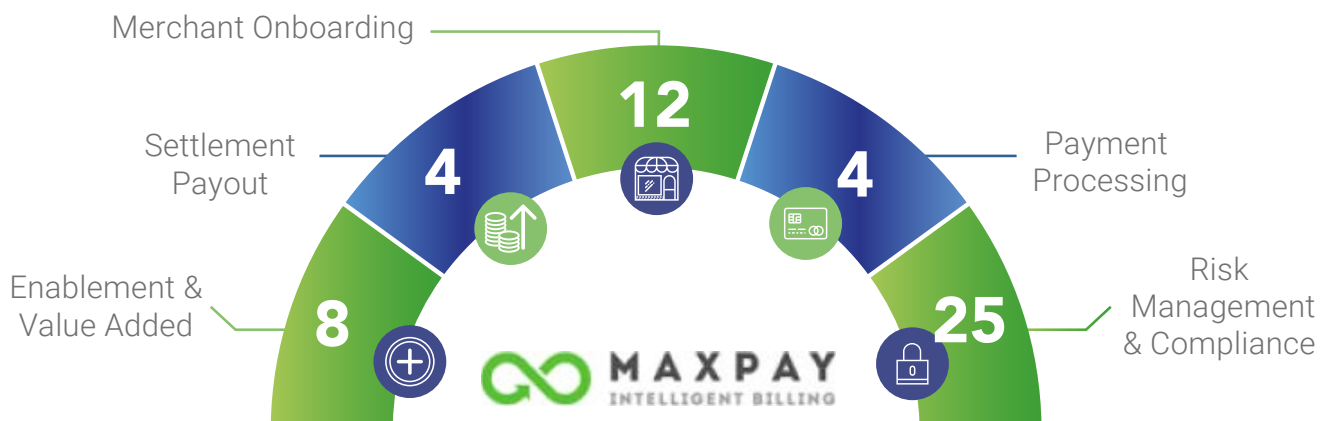 Merchant Onboarding
12
Settlement
Payout
4
4
Payment
Processing
Enablement &
Value Added
8
25
Risk
Management
& Compliance
0
MAXPAY
INTELLIGENT BILLING